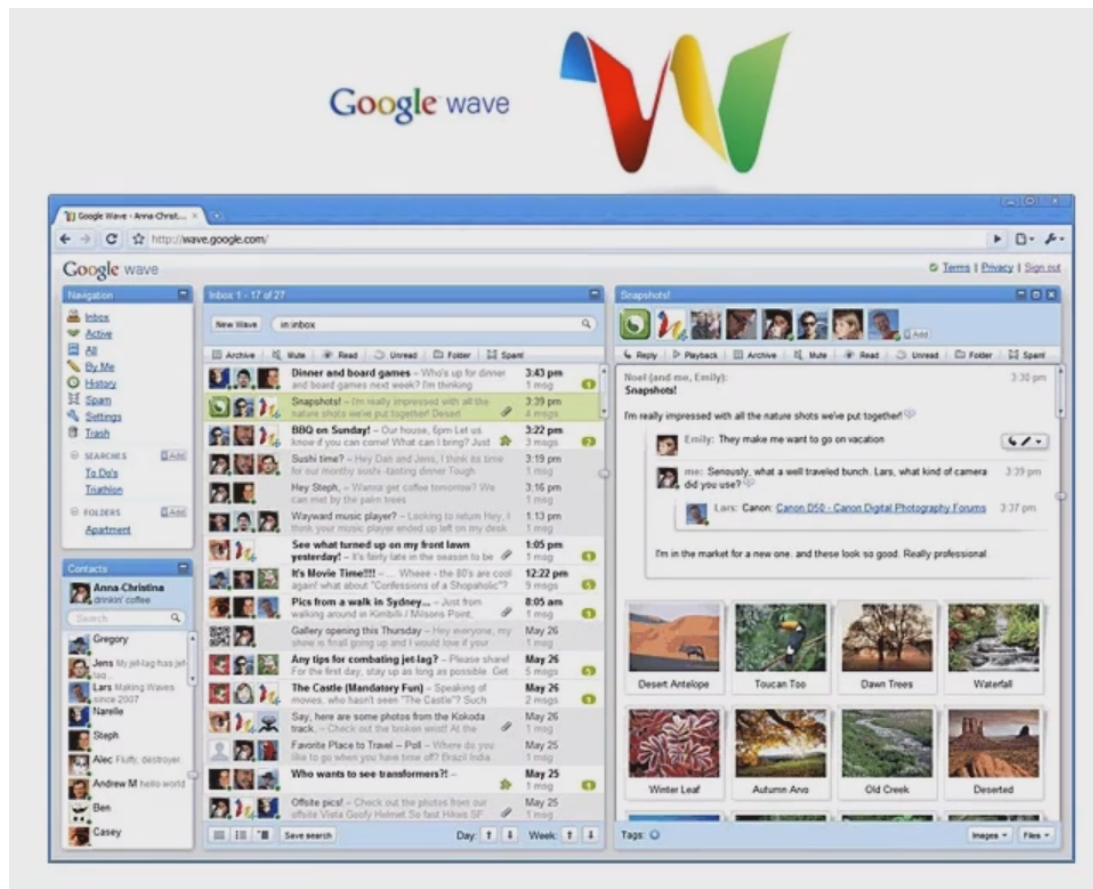 Google wave
Google Wave - Anna-Christ...
http://wave.google.com/
Google wave
Terms | Privacy | Sign out
Navigation
Inbox
Active
All
By Me
History
Spam
Settings
Trash
SEARCHES Add
To Do's
Triathlon
FOLDERS Add
Apartment
Contacts
Anna-Christina
drinkin' coffee
Search
Gregory
Jens My jet-lag has jet-
lag...
Lars Making Waves
since 2007
Narelle
Steph
Alec Fluffy, destroyer
Andrew M hello world
Ben
Casey
Inbox 1 - 17 of 27
New Wave in:inbox
Archive Mute Read Unread Folder Spam
Dinner and board games – Who's up for dinner 3:43 pm
and board games next week? I'm thinking 1 msg 1
Snapshots! – I'm really impressed with all the 3:39 pm
nature shots we've put together! Desert 4 msgs
BBQ on Sunday! – Our house, 6pm Let us 3:22 pm
know if you can come! What can I bring? Just 3 msgs 2
Sushi time? – Hey Dan and Jens, I think its time 3:19 pm
for our monthy sushi-tasting dinner Tough 1 msg
Hey Steph, – Wanna get coffee tomorrow? We 3:16 pm
can met by the palm trees 1 msg
Wayward music player? – Looking to return Hey, I 1:13 pm
think your music player ended up left on my desk 1 msg
See what turned up on my front lawn 1:05 pm
yesterday! – It's fairly late in the season to be 1 msg
It's Movie Time!!!! – ... Wheee - the 80's are cool 12:22 pm
again! what about "Confessions of a Shopaholic"? 9 msgs
Pics from a walk in Sydney... – Just from 8:05 am
walking around in Kirribilli / Milsons Point, 1 msg
Gallery opening this Thursday – Hey everyone, my May 26
show is finall going up and I would love if your 1 msg
Any tips for combating jet-lag? – Please share! May 26
For the first day, stay up as long as possible Get 5 msgs
The Castle (Mandatory Fun) – Speaking of May 26
movies, who hasn't seen "The Castle"? Such 2 msgs
Say, here are some photos from the Kokoda May 26
track, – Check out the broken wrist! At the 1 msg
Favorite Place to Travel – Poll – Where do you May 25
like to go when you have time off? Brazil India 1 msg
Who wants to see transformers?! – May 25
1 msg
Offsite pics! – Check out the photos from our May 25
offsite Vista Goofy Helmet So fast Hikes SF 1 msg
Save search Day: Week:
Snapshots!
Add
Reply Playback Archive Mute Read Unread Folder Spam
Noel (and me, Emily): 3:30 pm
Snapshots!
I'm really impressed with all the nature shots we've put together!
Emily: They make me want to go on vacation
me: Seriously, what a well traveled bunch. Lars, what kind of camera 3:39 pm
did you use?
Lars: Canon: Canon D50 - Canon Digital Photography Forums 3:37 pm
I'm in the market for a new one. and these look so good. Really professional.
Desert Antelope Toucan Too Dawn Trees Waterfall
Winter Leaf Autumn Arvo Old Creek Deserted
Tags: Images Files